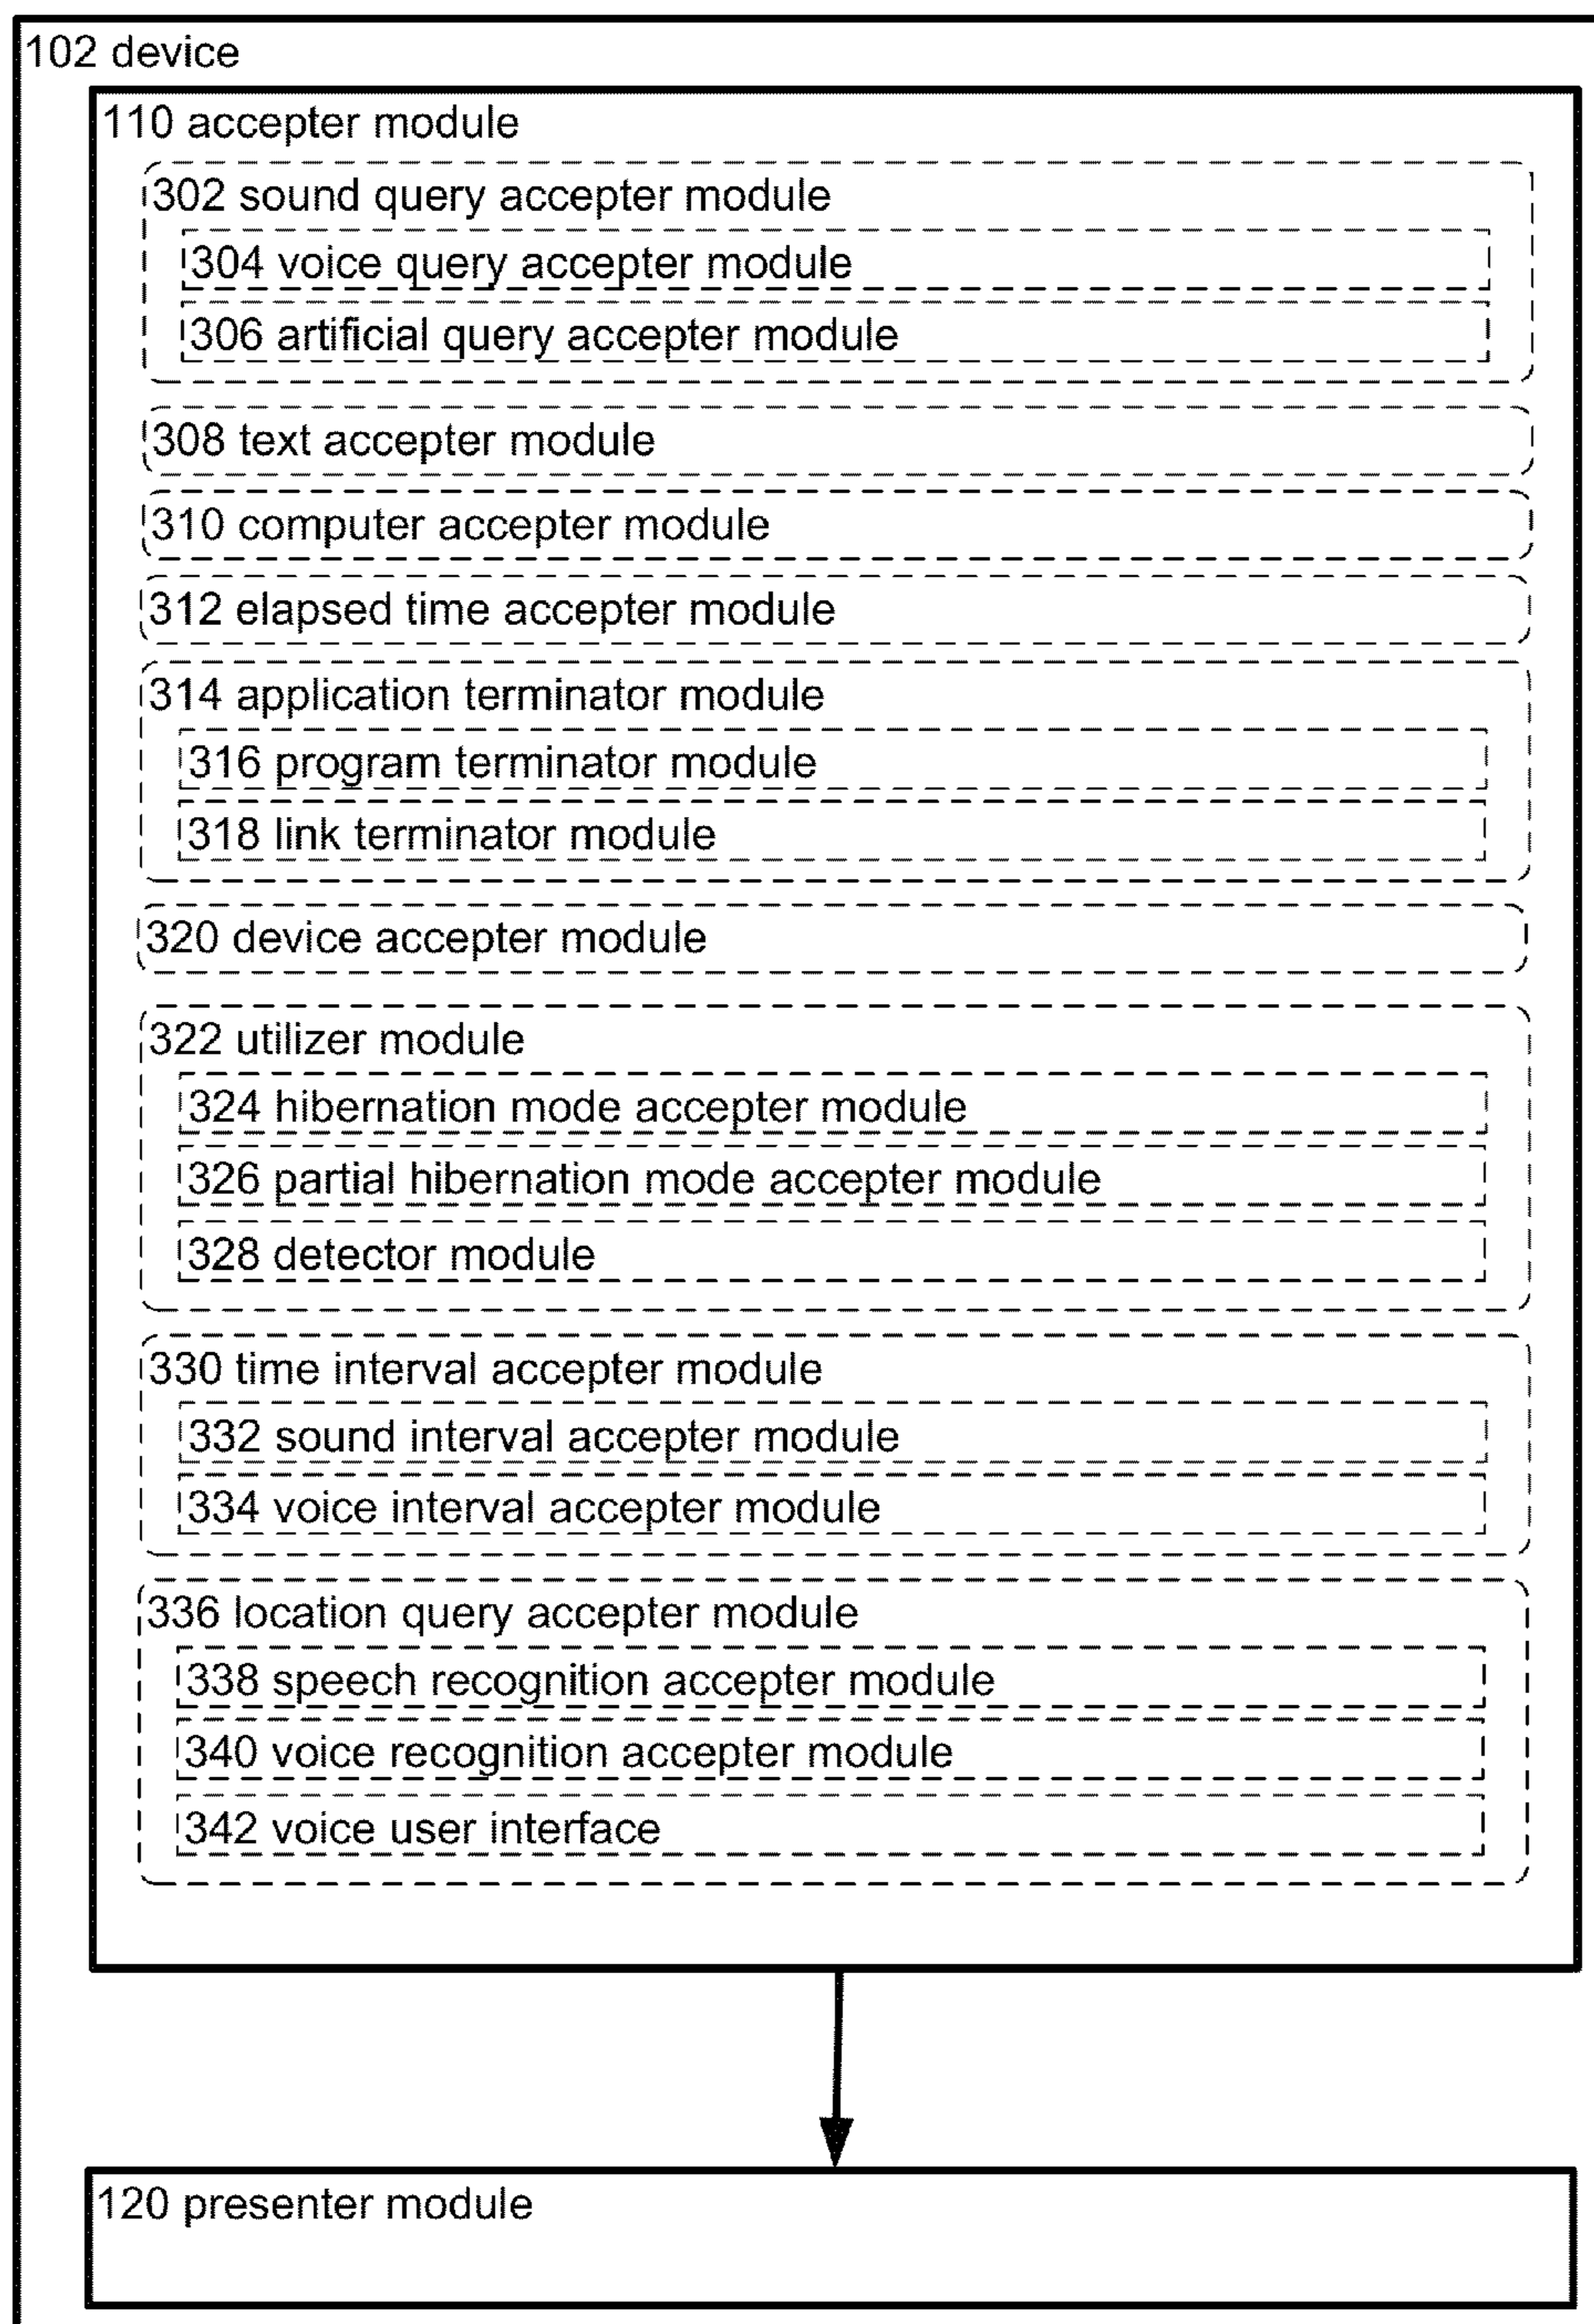 102 device
110 accepter module
302 sound query accepter module
304 voice query accepter module
306 artificial query accepter module
308 text accepter module
310 computer accepter module
312 elapsed time accepter module
314 application terminator module
316 program terminator module
318 link terminator module
320 device accepter module
322 utilizer module
324 hibernation mode accepter module
326 partial hibernation mode accepter module
328 detector module
330 time interval accepter module
332 sound interval accepter module
334 voice interval accepter module
336 location query accepter module
338 speech recognition accepter module
340 voice recognition accepter module
342 voice user interface
120 presenter module